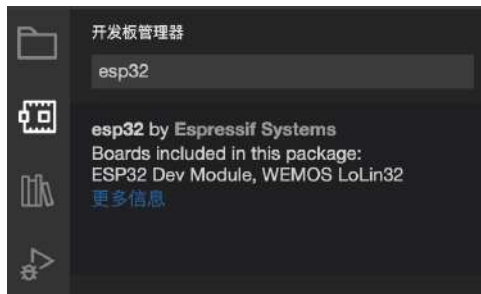 开发板管理器
esp32
esp32 by Espressif Systems
Boards included in this package:
ESP32 Dev Module, WEMOS LoLin32
更多信息